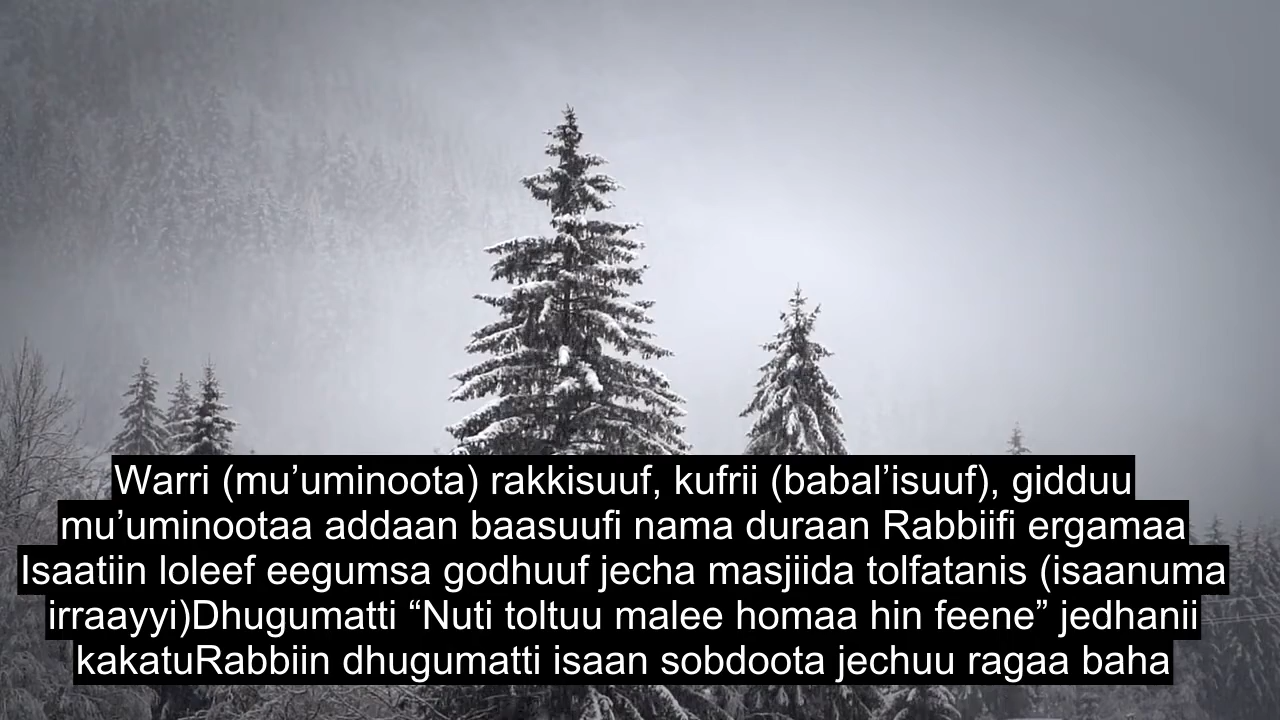 Warri (mu’uminoota) rakkisuuf, kufrii (babal’isuuf), gidduu
mu’uminootaa addaan baasuufi nama duraan Rabbiifi ergamaa
Isaatiin loleef eegumsa godhuuf jecha masjiida tolfatanis (isaanuma
irraayyi)Dhugumatti “Nuti toltuu malee homaa hin feene” jedhanii
kakatuRabbiin dhugumatti isaan sobdoota jechuu ragaa baha